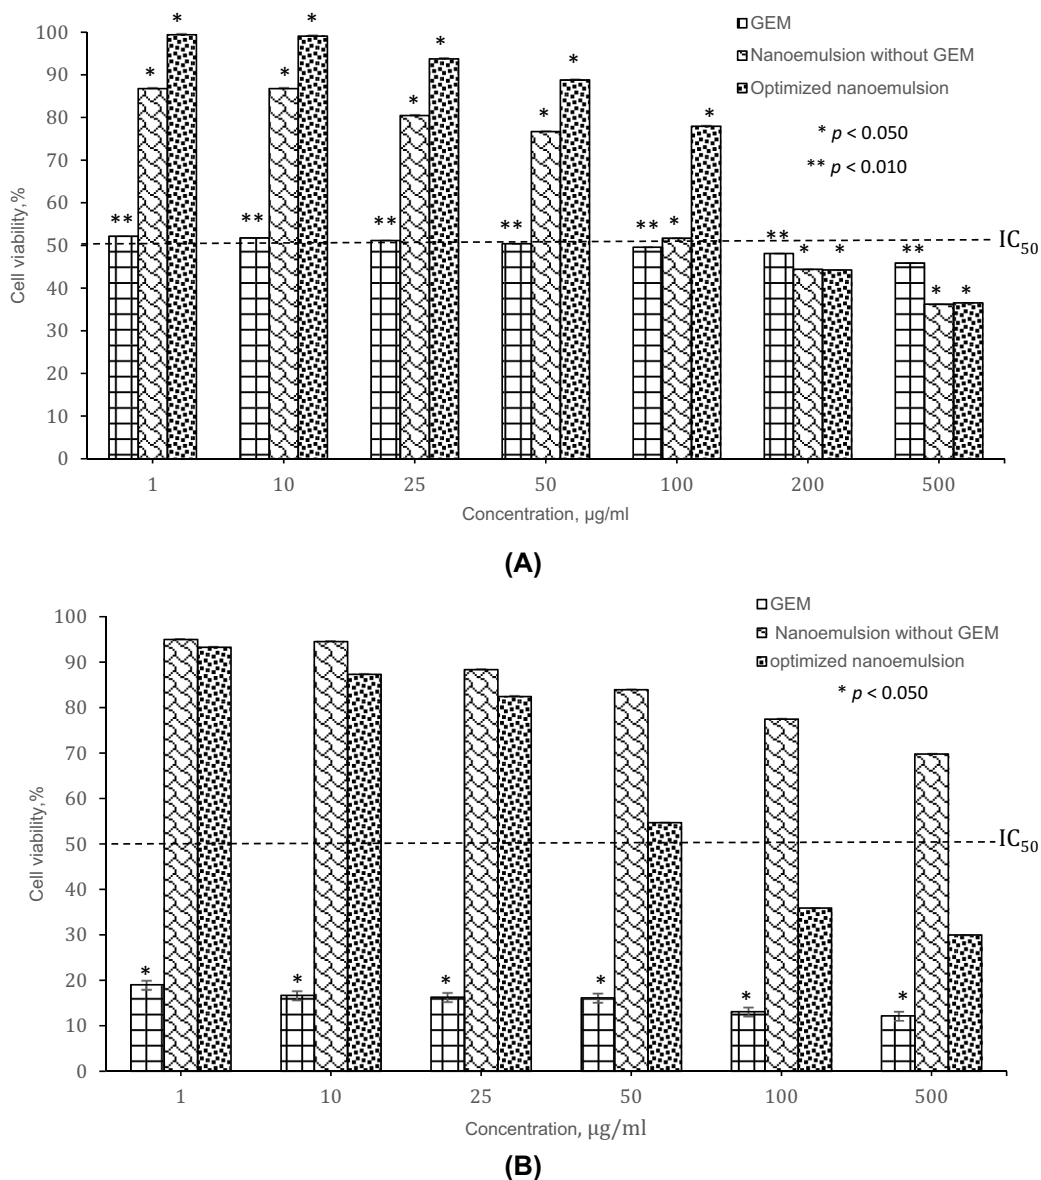 100
90
80
70
60
50
40
30
20
10
0
Cell viability,%
GEM
Nanoemulsion without GEM
Optimized nanoemulsion
* p < 0.050
** p < 0.010
* * * * * * * * *
** ** ** ** ** * ** * * ** * *
IC50
1 10 25 50 100 200 500
Concentration, µg/ml
(A)
100
90
80
70
60
50
40
30
20
10
0
Cell viability,%
GEM
Nanoemulsion without GEM
optimized nanoemulsion
* p < 0.050
IC50
* * * * * *
1 10 25 50 100 500
Concentration, µg/ml
(B)